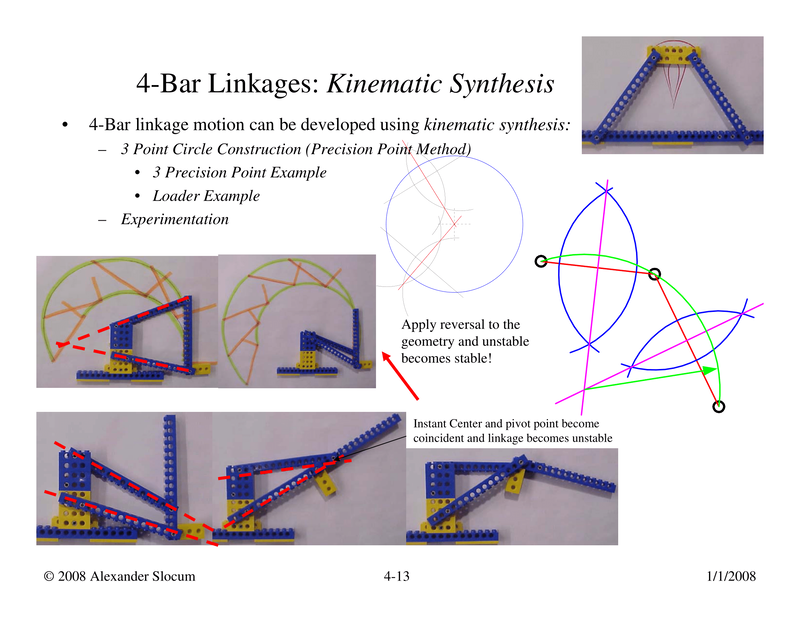 4-Bar Linkages: Kinematic Synthesis
• 4-Bar linkage motion can be developed using kinematic synthesis:
– 3 Point Circle Construction (Precision Point Method)
• 3 Precision Point Example
• Loader Example
– Experimentation
Apply reversal to the
geometry and unstable
becomes stable!
Instant Center and pivot point become
coincident and linkage becomes unstable
© 2008 Alexander Slocum
4-13
1/1/2008